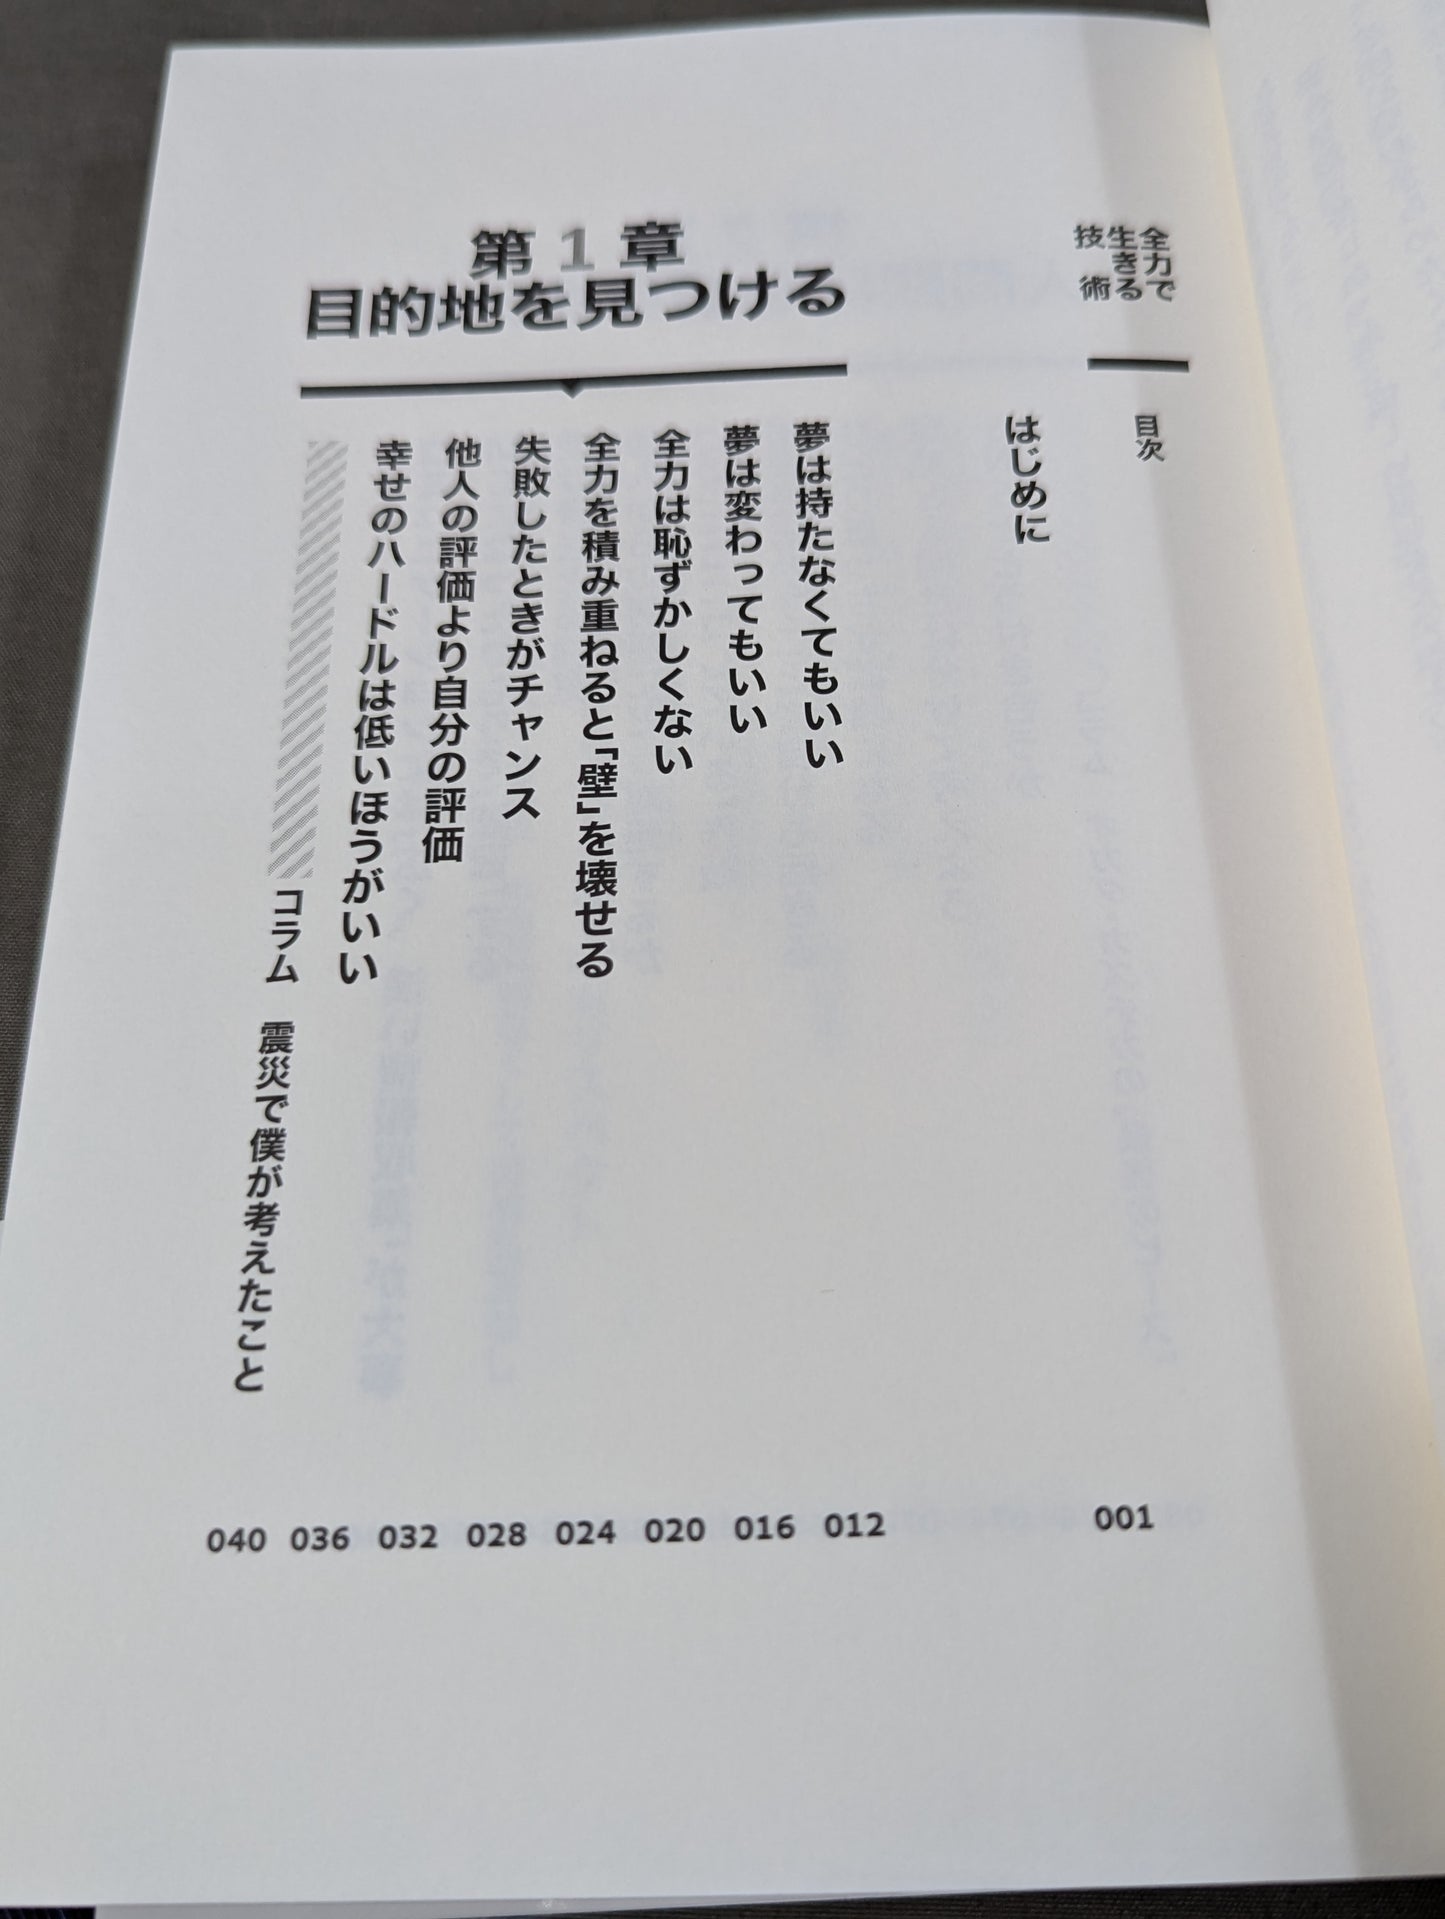 全力で
生きる
技術
目次
はじめに
001
第1章
目的地を見つける
夢は持たなくてもいい
012
夢は変わってもいい
016
全力は恥ずかしくない
020
全力を積み重ねると「壁」を壊せる
024
失敗したときがチャンス
028
他人の評価より自分の評価
032
幸せのハードルは低いほうがいい
036
コラム 震災で僕が考えたこと
040